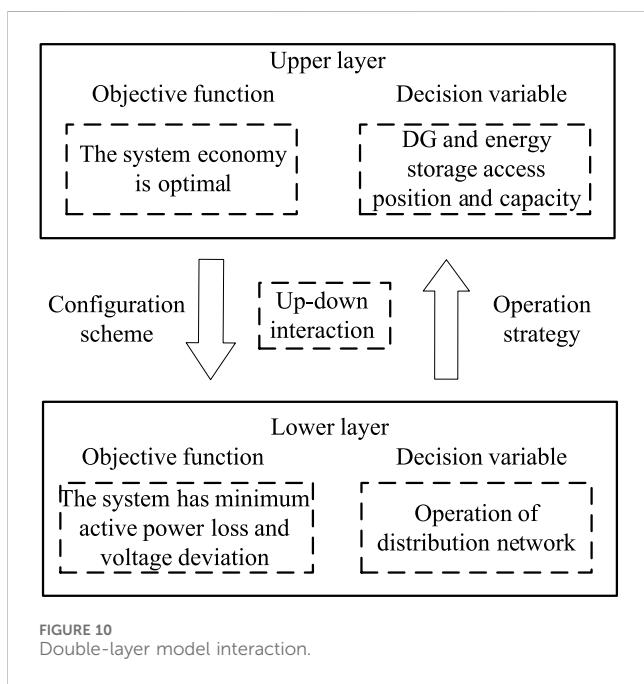 Upper layer
Objective function
Decision variable
The system economy
is optimal
DG and energy
storage access
position and capacity
Configuration
scheme
Up-down
interaction
Operation
strategy
Lower layer
Objective function
Decision variable
The system has minimum
active power loss and
voltage deviation
Operation of
distribution network
FIGURE 10
Double-layer model interaction.